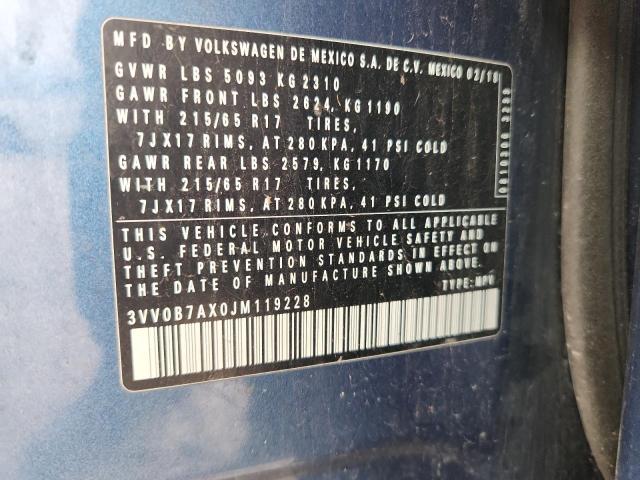 MFD BY VOLKSWAGEN DE MEXICO S.A. DE C.V. MEXICO 02/18
GVWR LBS 5093 KG 2310
GAWR FRONT LBS 2624, KG 1190
WITH 215/65 R17 TIRES,
7JX17 RIMS, AT 280 KPA, 41 PSI COLD
GAWR REAR LBS 2579, KG 1170
WITH 215/65 R17 TIRES,
7JX17 RIMS, AT 280 KPA, 41 PSI COLD
THIS VEHICLE CONFORMS TO ALL APPLICABLE
U.S. FEDERAL MOTOR VEHICLE SAFETY AND
THEFT PREVENTION STANDARDS IN EFFECT ON
THE DATE OF MANUFACTURE SHOWN ABOVE.
TYPE: MPV
3VV0B7AX0JM119228